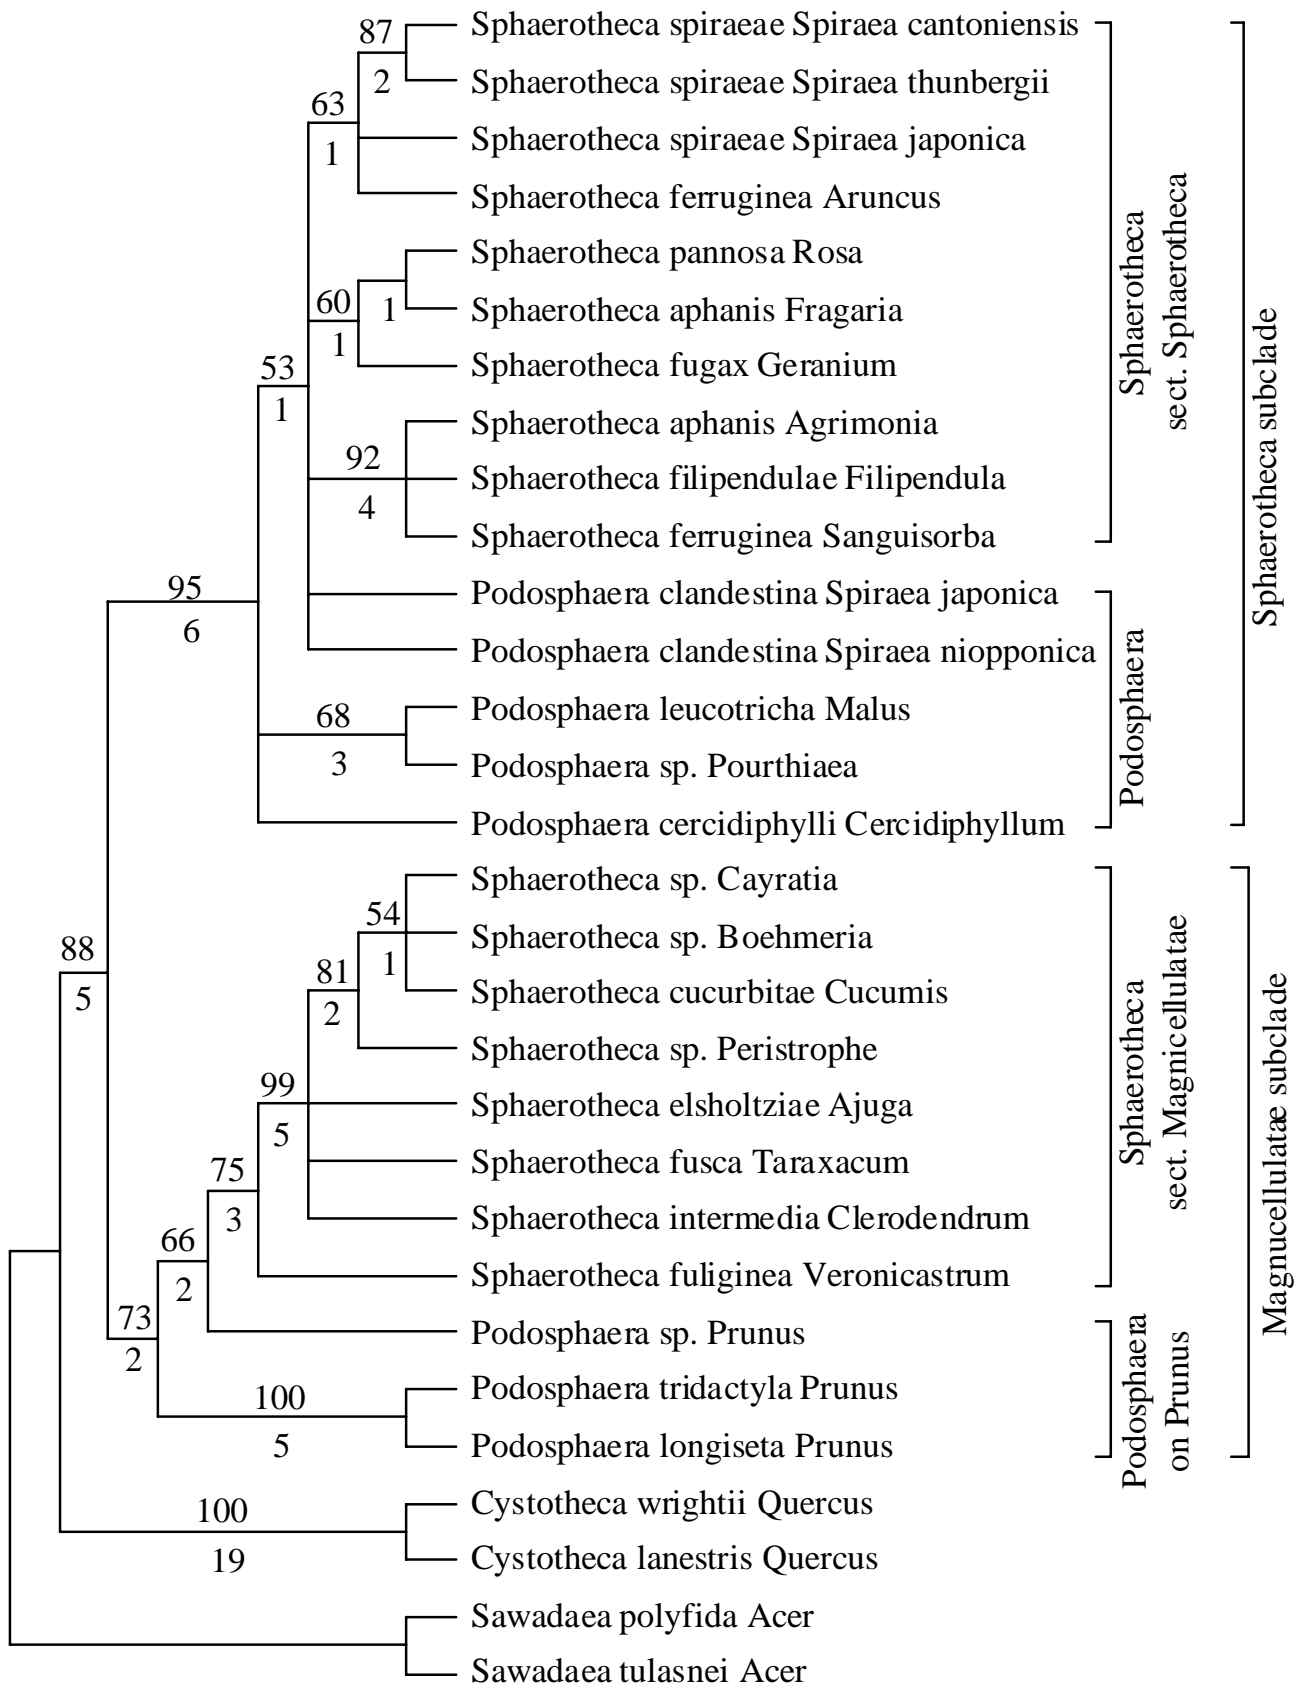 87
Sphaerotheca spiraeae Spiraea cantoniensis
2
Sphaerotheca spiraeae Spiraea thunbergii
63
1
Sphaerotheca spiraeae Spiraea japonica
Sphaerotheca ferruginea Aruncus
Sphaerotheca pannosa Rosa
60
1
Sphaerotheca aphanis Fragaria
1
Sphaerotheca fugax Geranium
53
1
Sphaerotheca aphanis Agrimonia
92
Sphaerotheca filipendulae Filipendula
4
Sphaerotheca ferruginea Sanguisorba
95
6
Podosphaera clandestina Spiraea japonica
Podosphaera clandestina Spiraea niopponica
Podosphaera leucotricha Malus
68
3
Podosphaera sp. Pourthiaea
Podosphaera cercidiphylli Cercidiphyllum
Sphaerotheca
sect. Sphaerotheca
Podosphaera
Sphaerotheca subclade
Sphaerotheca sp. Cayratia
54
88
5
Sphaerotheca sp. Boehmeria
1
81
2
Sphaerotheca cucurbitae Cucumis
Sphaerotheca sp. Peristrophe
99
5
Sphaerotheca elsholtziae Ajuga
75
3
Sphaerotheca fusca Taraxacum
Sphaerotheca intermedia Clerodendrum
66
2
Sphaerotheca fuliginea Veronicastrum
73
2
Podosphaera sp. Prunus
100
5
Podosphaera tridactyla Prunus
Podosphaera longiseta Prunus
Sphaerotheca
sect. Magnicellulatae
Podosphaera
on Prunus
Magnucellulatae subclade
100
19
Cystotheca wrightii Quercus
Cystotheca lanestris Quercus
Sawadaea polyfida Acer
Sawadaea tulasnei Acer